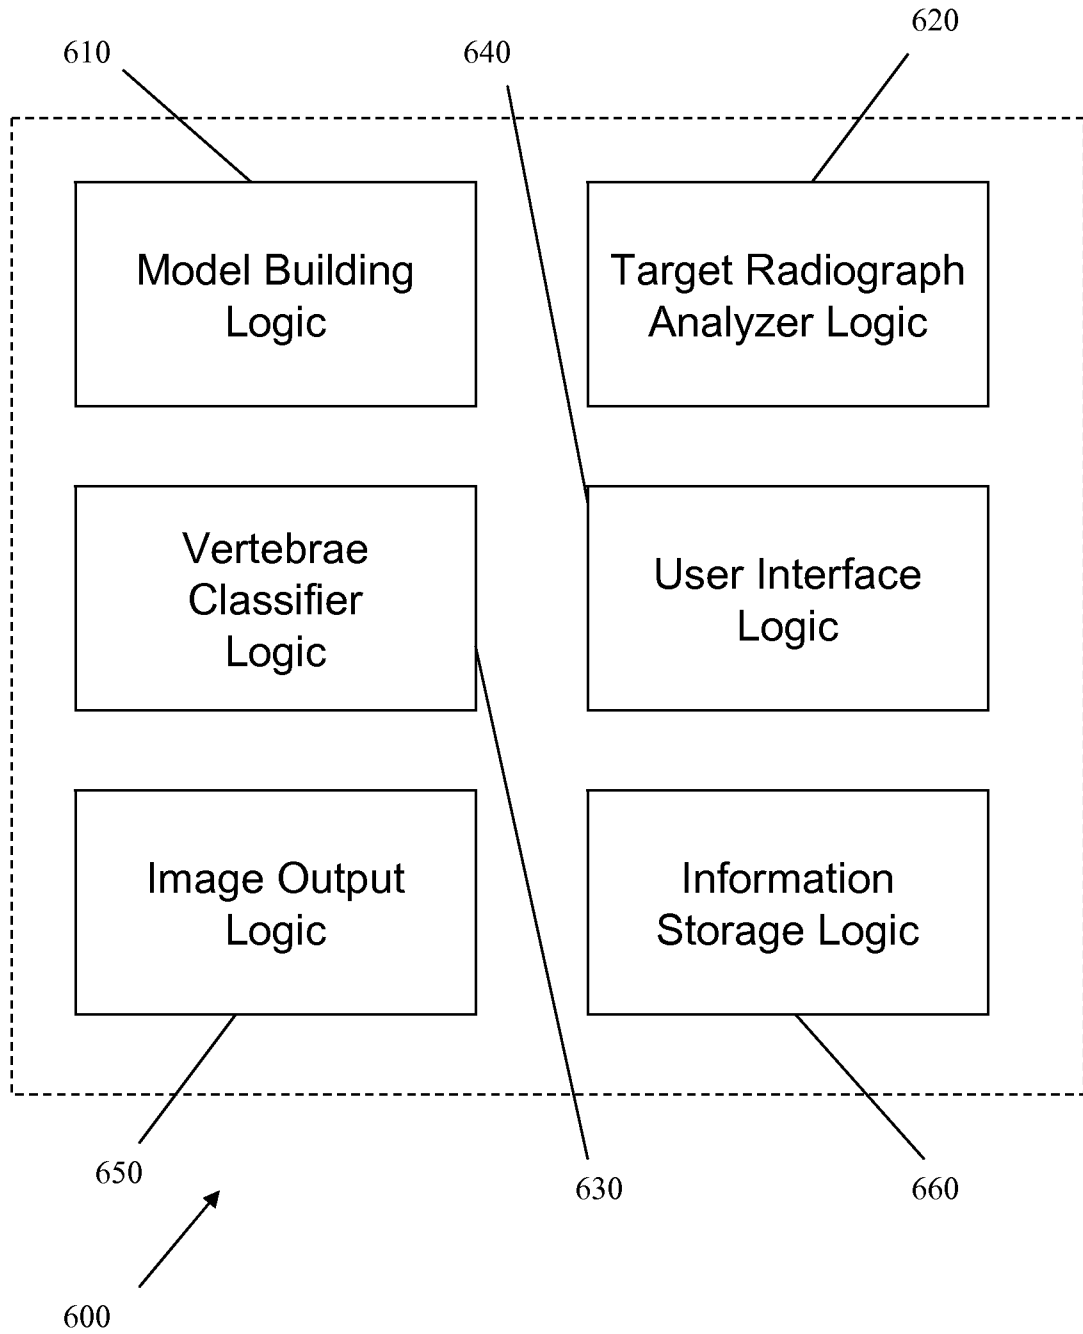 620
610
640
Model Building
Logic
Target Radiograph
Analyzer Logic
Vertebrae
Classifier
Logic
User Interface
Logic
Image Output
Logic
Information
Storage Logic
650
630
660
600